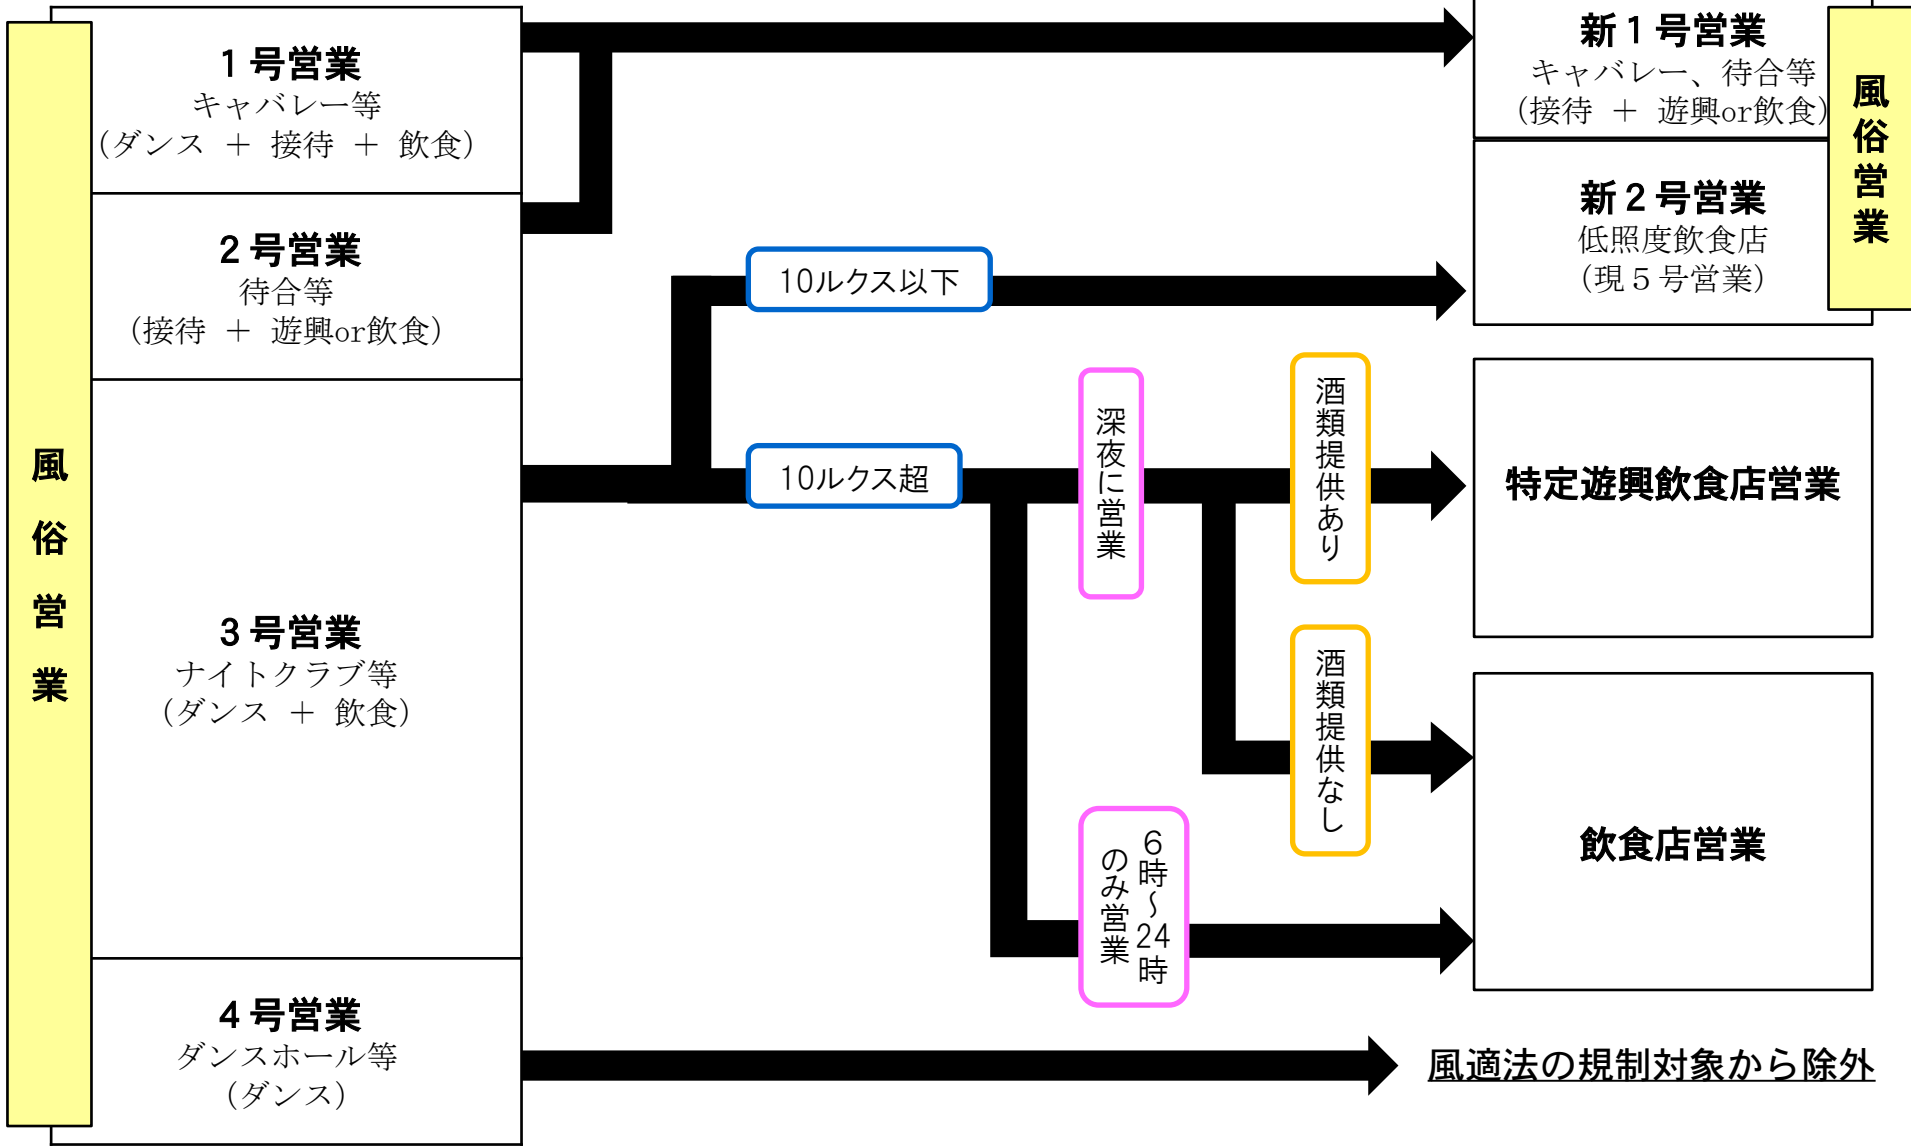 風俗営業
１号営業
キャバレー等
（ダンス　＋　接待　＋　飲食）
２号営業
待合等
（接待　＋　遊興or飲食）
３号営業
ナイトクラブ等
（ダンス　＋　飲食）
４号営業
ダンスホール等
（ダンス）
10ルクス以下
10ルクス超
深夜に営業
酒類提供あり
酒類提供なし
６時～24時
のみ営業
新１号営業
キャバレー、待合等
（接待　＋　遊興or飲食）
新２号営業
低照度飲食店
（現５号営業）
風俗営業
特定遊興飲食店営業
飲食店営業
風適法の規制対象から除外